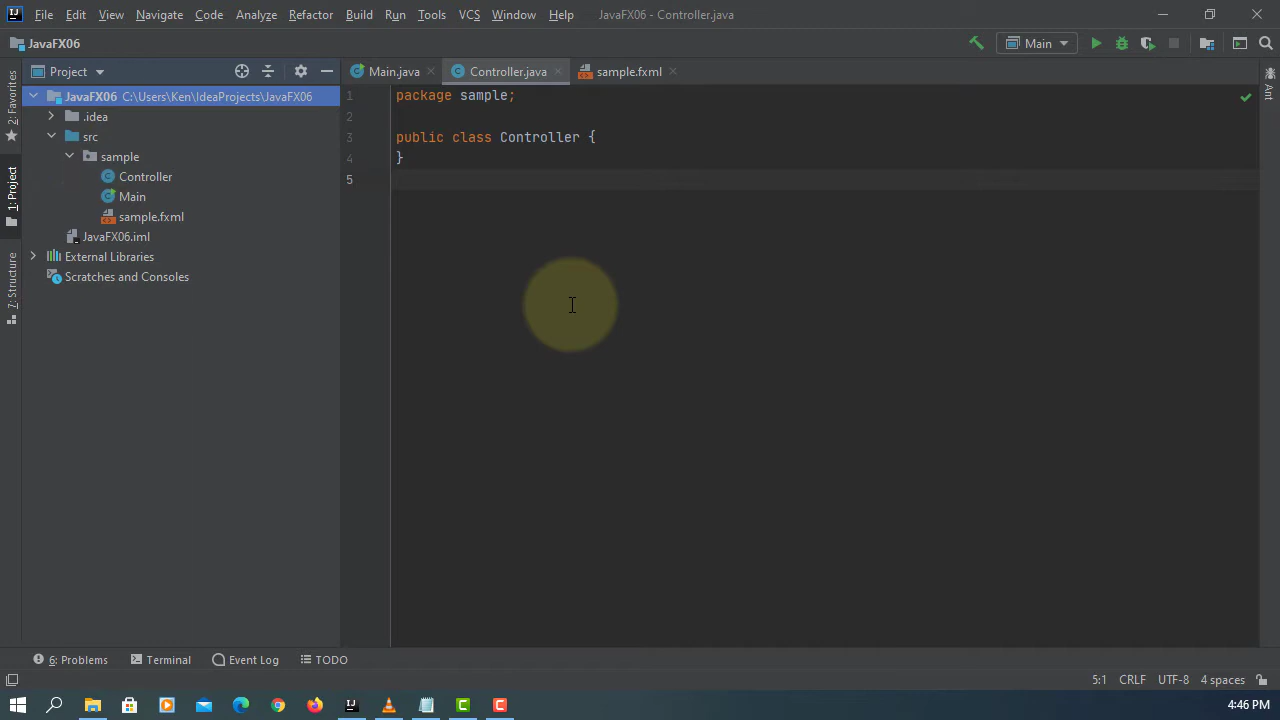 File Edit View Navigate Code Analyze Refactor Build Run Tools VCS Window Help JavaFX06 - Controller.java
JavaFX06
Main
Project
Main.java
Controller.java
sample.fxml
2: Favorites
1: Project
7: Structure
JavaFX06 C:\Users\Ken\IdeaProjects\JavaFX06
.idea
src
sample
Controller
Main
sample.fxml
JavaFX06.iml
External Libraries
Scratches and Consoles
1 package sample;
2
3 public class Controller {
4 }
5
Ant
6: Problems Terminal Event Log TODO
5:1 CRLF UTF-8 4 spaces
4:46 PM